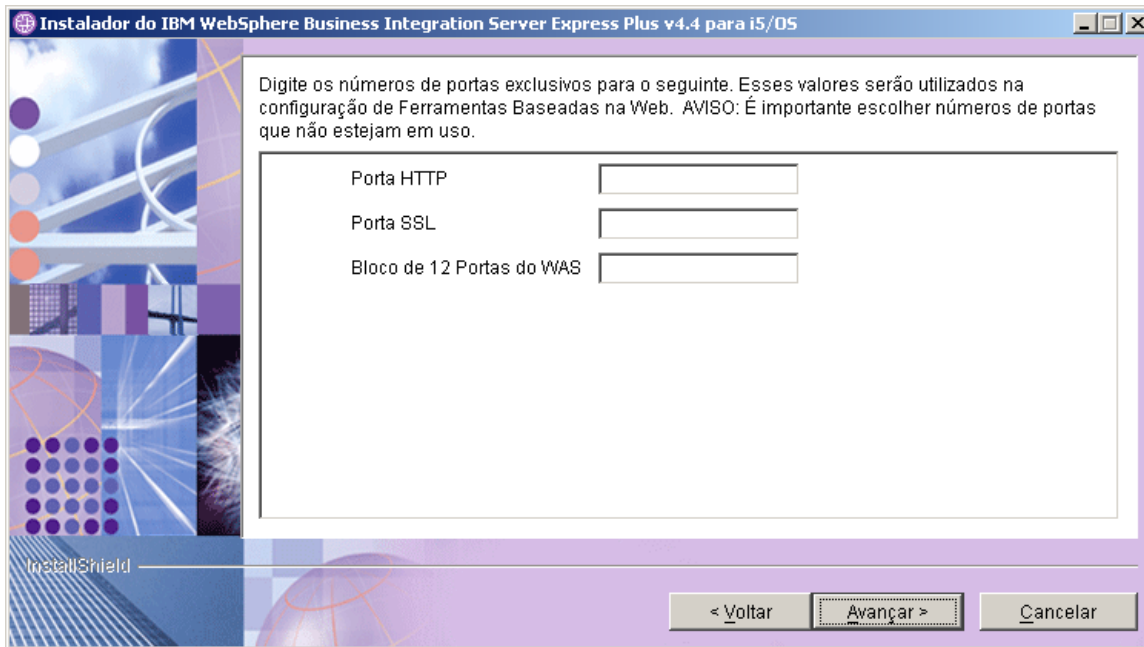 Instalador do IBM WebSphere Business Integration Server Express Plus v4.4 para i5/OS
Digite os números de portas exclusivos para o seguinte. Esses valores serão utilizados na
configuração de Ferramentas Baseadas na Web.  AVISO: É importante escolher números de portas
que não estejam em uso.
Porta HTTP
Porta SSL
Bloco de 12 Portas do WAS
InstallShield
< Voltar
Avançar >
Cancelar